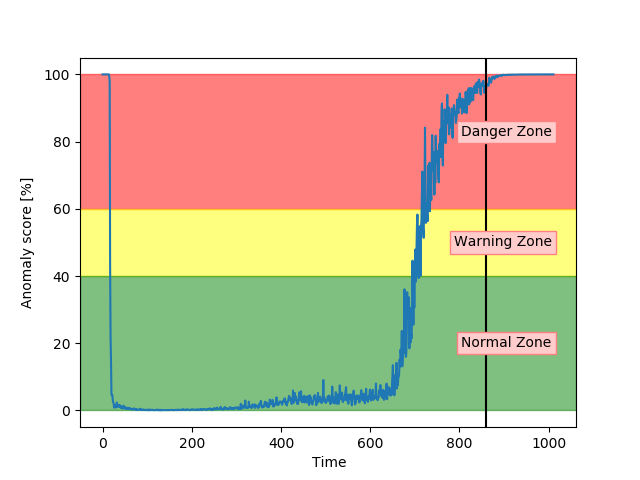 100
80
60
40
20
0
Anomaly score [%]
Danger Zone
Warning Zone
Normal Zone
0 200 400 600 800 1000
Time